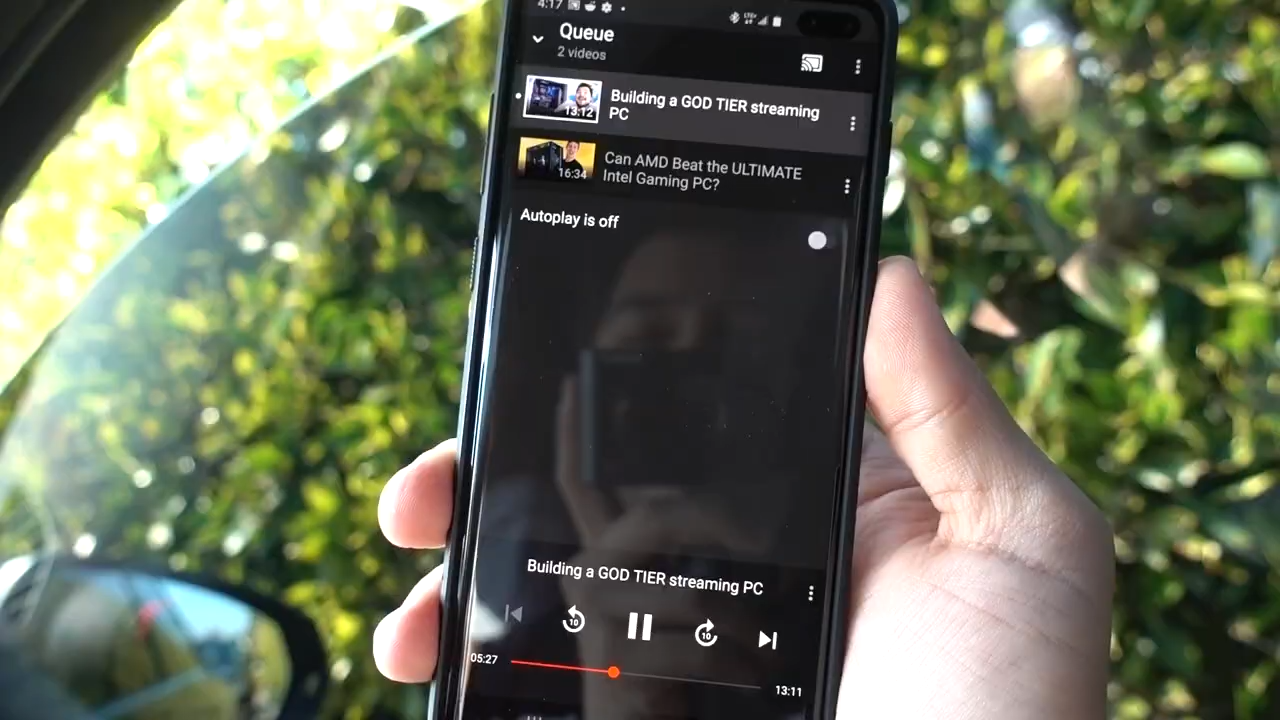 4:17
LTE+
Queue
2 videos
13:12
Building a GOD TIER streaming
PC
16:34
Can AMD Beat the ULTIMATE
Intel Gaming PC?
Autoplay is off
Building a GOD TIER streaming PC
10
10
05:27
13:11